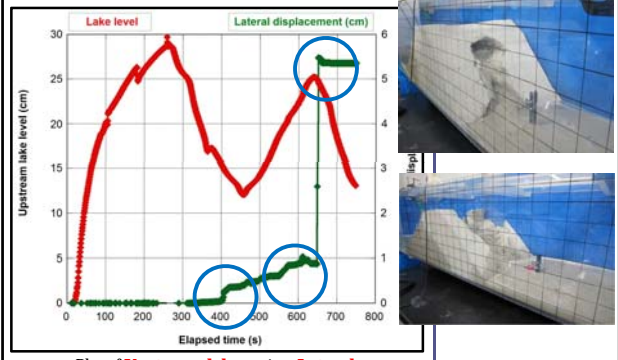 Lake level Lateral displacement (cm)
30 6
25 5
20 4
15 3
10 2
5 1
0 0
0 100 200 300 400 500 600 700 800
Upstream lake level (cm)
Elapsed time (s)